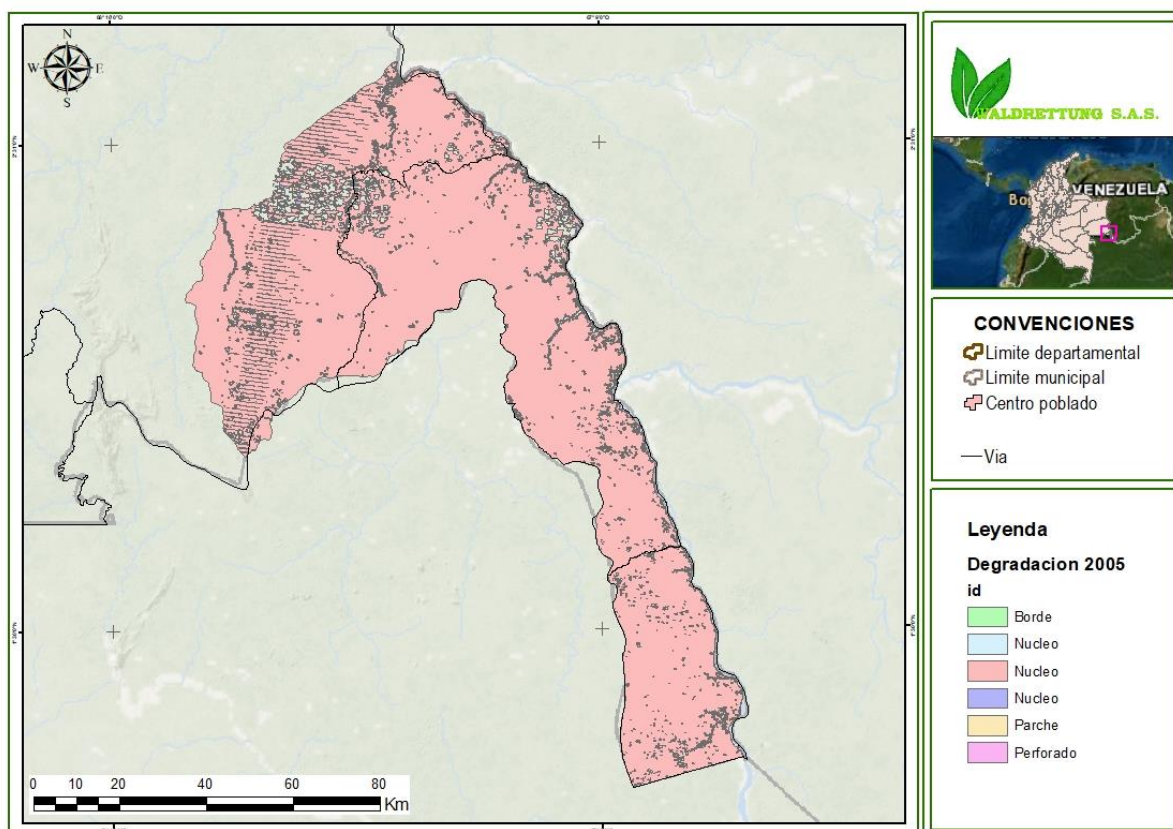 N
W E
S
0 10 20 40 60 80
Km
WALDRETTUNG S.A.S.
VENEZUELA
Bo
CONVENCIONES
Limite departamental
Limite municipal
Centro poblado
Via
Leyenda
Degradacion 2005
id
Borde
Nucleo
Nucleo
Nucleo
Parche
Perforado